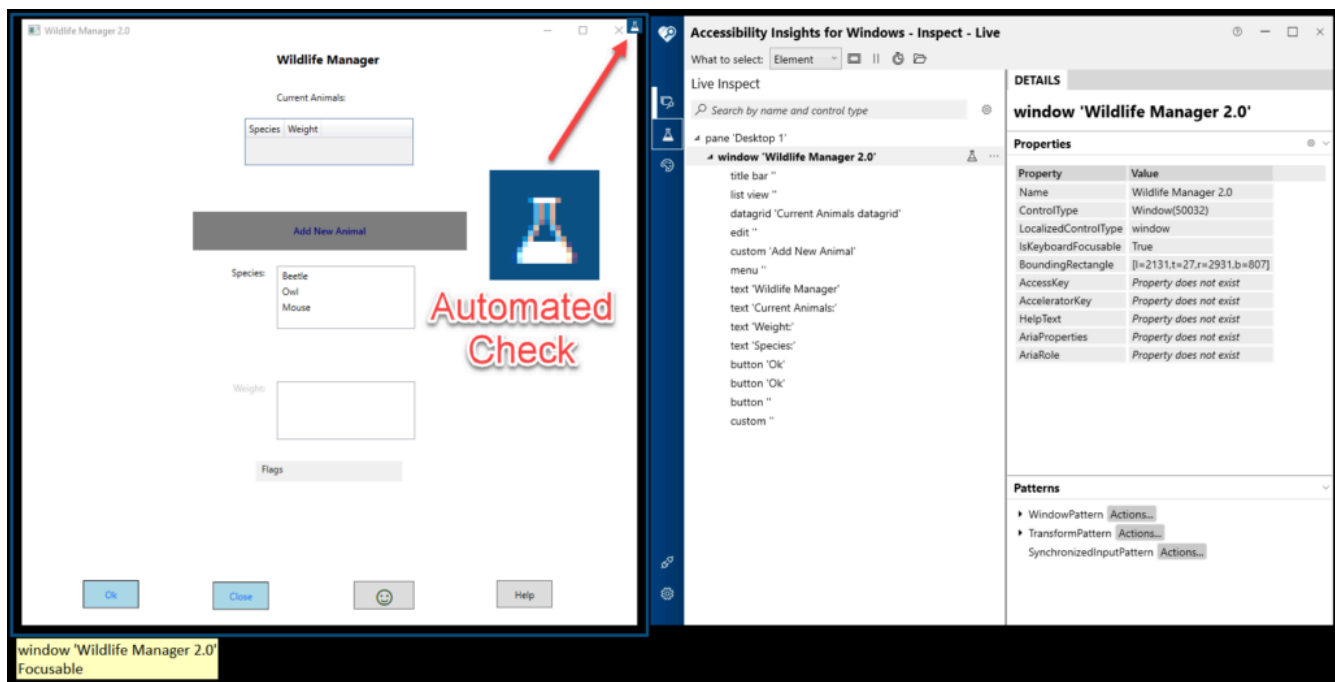 Wildlife Manager 2.0
Wildlife Manager
Current Animals:
Species Weight
Add New Animal
Species:
Beetle
Owl
Mouse
Weight:
Flags
Ok
Close
Help
Automated
Check
window 'Wildlife Manager 2.0'
Focusable
Accessibility Insights for Windows - Inspect - Live
What to select: Element
Live Inspect
Search by name and control type
pane 'Desktop 1'
window 'Wildlife Manager 2.0'
title bar ''
list view ''
datagrid 'Current Animals datagrid'
edit ''
custom 'Add New Animal'
menu ''
text 'Wildlife Manager'
text 'Current Animals:'
text 'Weight:'
text 'Species:'
button 'Ok'
button 'Ok'
button ''
custom ''
DETAILS
window 'Wildlife Manager 2.0'
Properties
Property Value
Name Wildlife Manager 2.0
ControlType Window(50032)
LocalizedControlType window
IsKeyboardFocusable True
BoundingRectangle [l=2131,t=27,r=2931,b=807]
AccessKey Property does not exist
AcceleratorKey Property does not exist
HelpText Property does not exist
AriaProperties Property does not exist
AriaRole Property does not exist
Patterns
WindowPattern Actions...
TransformPattern Actions...
SynchronizedInputPattern Actions...